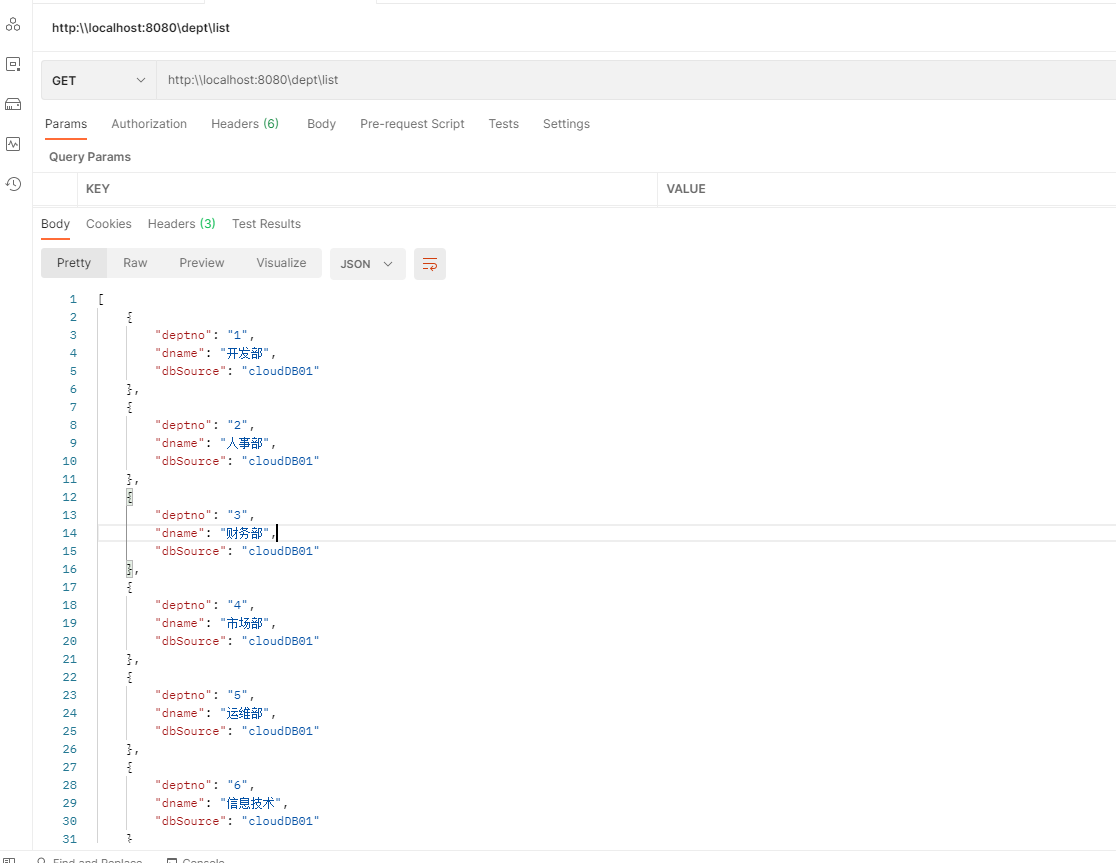 http:\\localhost:8080\dept\list
GET http:\\localhost:8080\dept\list
Params Authorization Headers (6) Body Pre-request Script Tests Settings
Query Params
KEY VALUE
Body Cookies Headers (3) Test Results
Pretty Raw Preview Visualize JSON
1 [
2 {
3 "deptno": "1",
4 "dname": "开发部",
5 "dbSource": "cloudDB01"
6 },
7 {
8 "deptno": "2",
9 "dname": "人事部",
10 "dbSource": "cloudDB01"
11 },
12 {
13 "deptno": "3",
14 "dname": "财务部",
15 "dbSource": "cloudDB01"
16 },
17 {
18 "deptno": "4",
19 "dname": "市场部",
20 "dbSource": "cloudDB01"
21 },
22 {
23 "deptno": "5",
24 "dname": "运维部",
25 "dbSource": "cloudDB01"
26 },
27 {
28 "deptno": "6",
29 "dname": "信息技术",
30 "dbSource": "cloudDB01"
31 }
Find and Replace Console